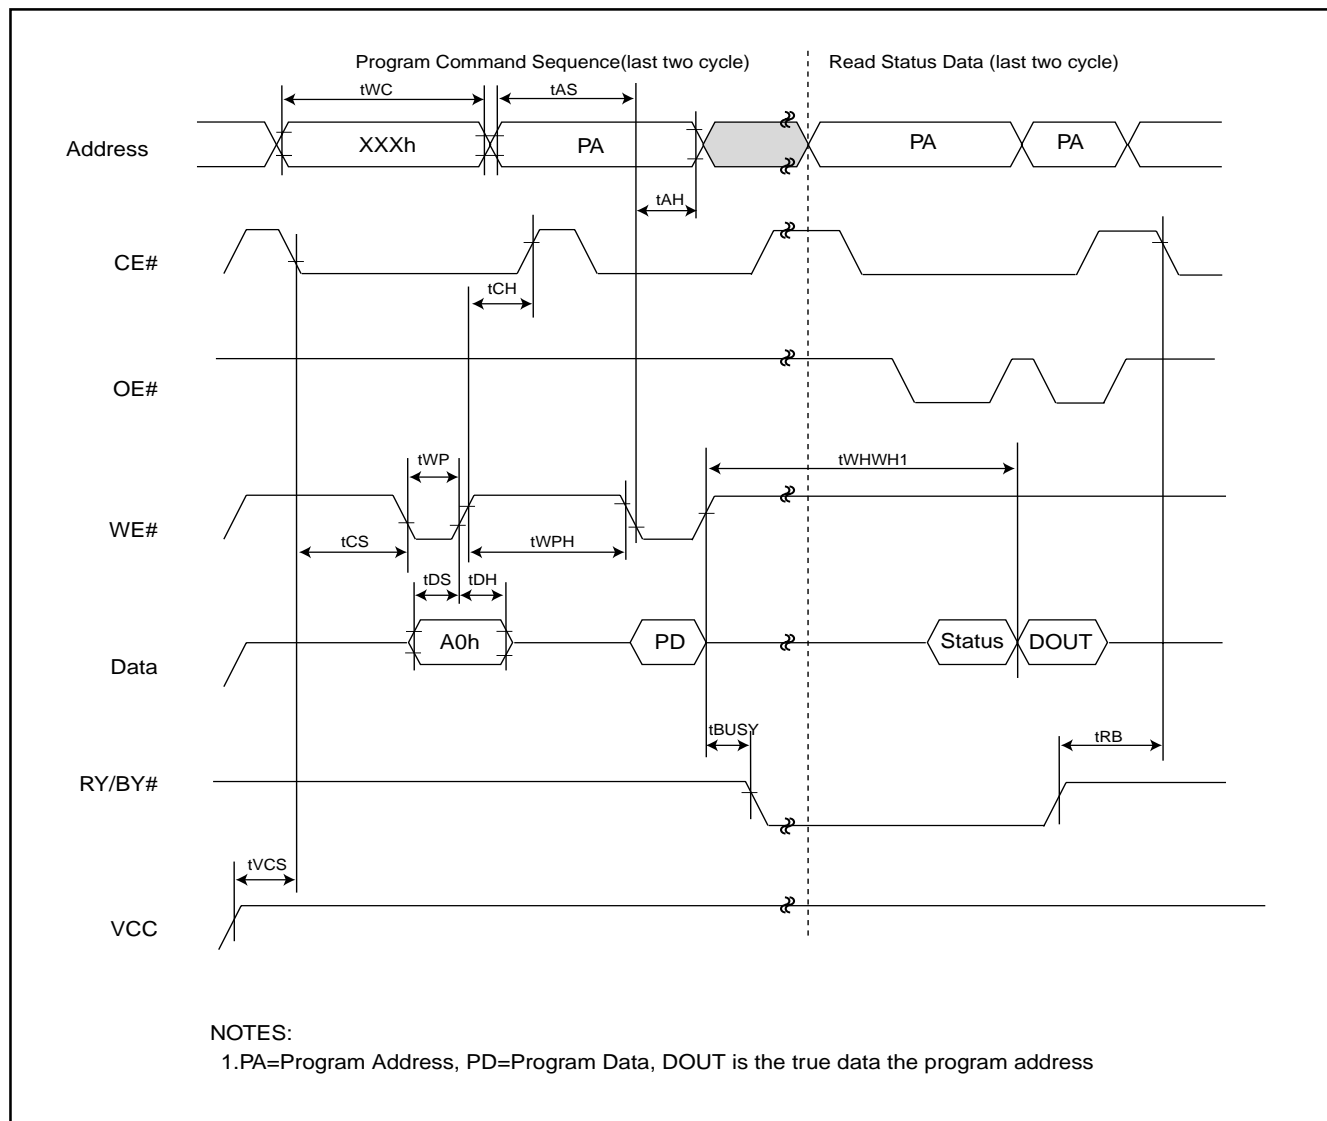 Program Command Sequence(last two cycle)
Read Status Data (last two cycle)
tWC
tAS
Address
XXXh
PA
PA
PA
tAH
CE#
tCH
OE#
tWP
tWHWH1
WE#
tCS
tWPH
tDS
tDH
A0h
PD
Status
DOUT
Data
tBUSY
tRB
RY/BY#
tVCS
VCC
NOTES:
1.PA=Program Address, PD=Program Data, DOUT is the true data the program address